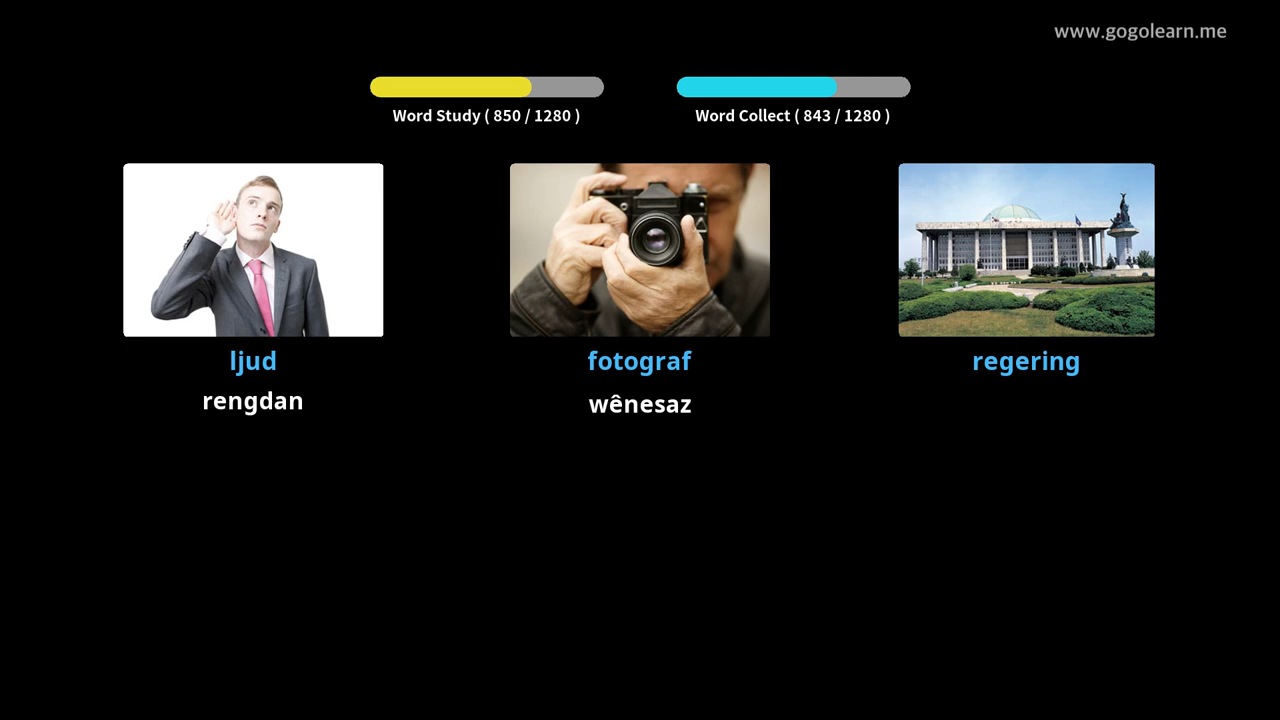 www.gogolearn.me
Word Study ( 850 / 1280 )
Word Collect ( 843 / 1280 )
ljud
fotograf
regering
rengdan
wênesaz